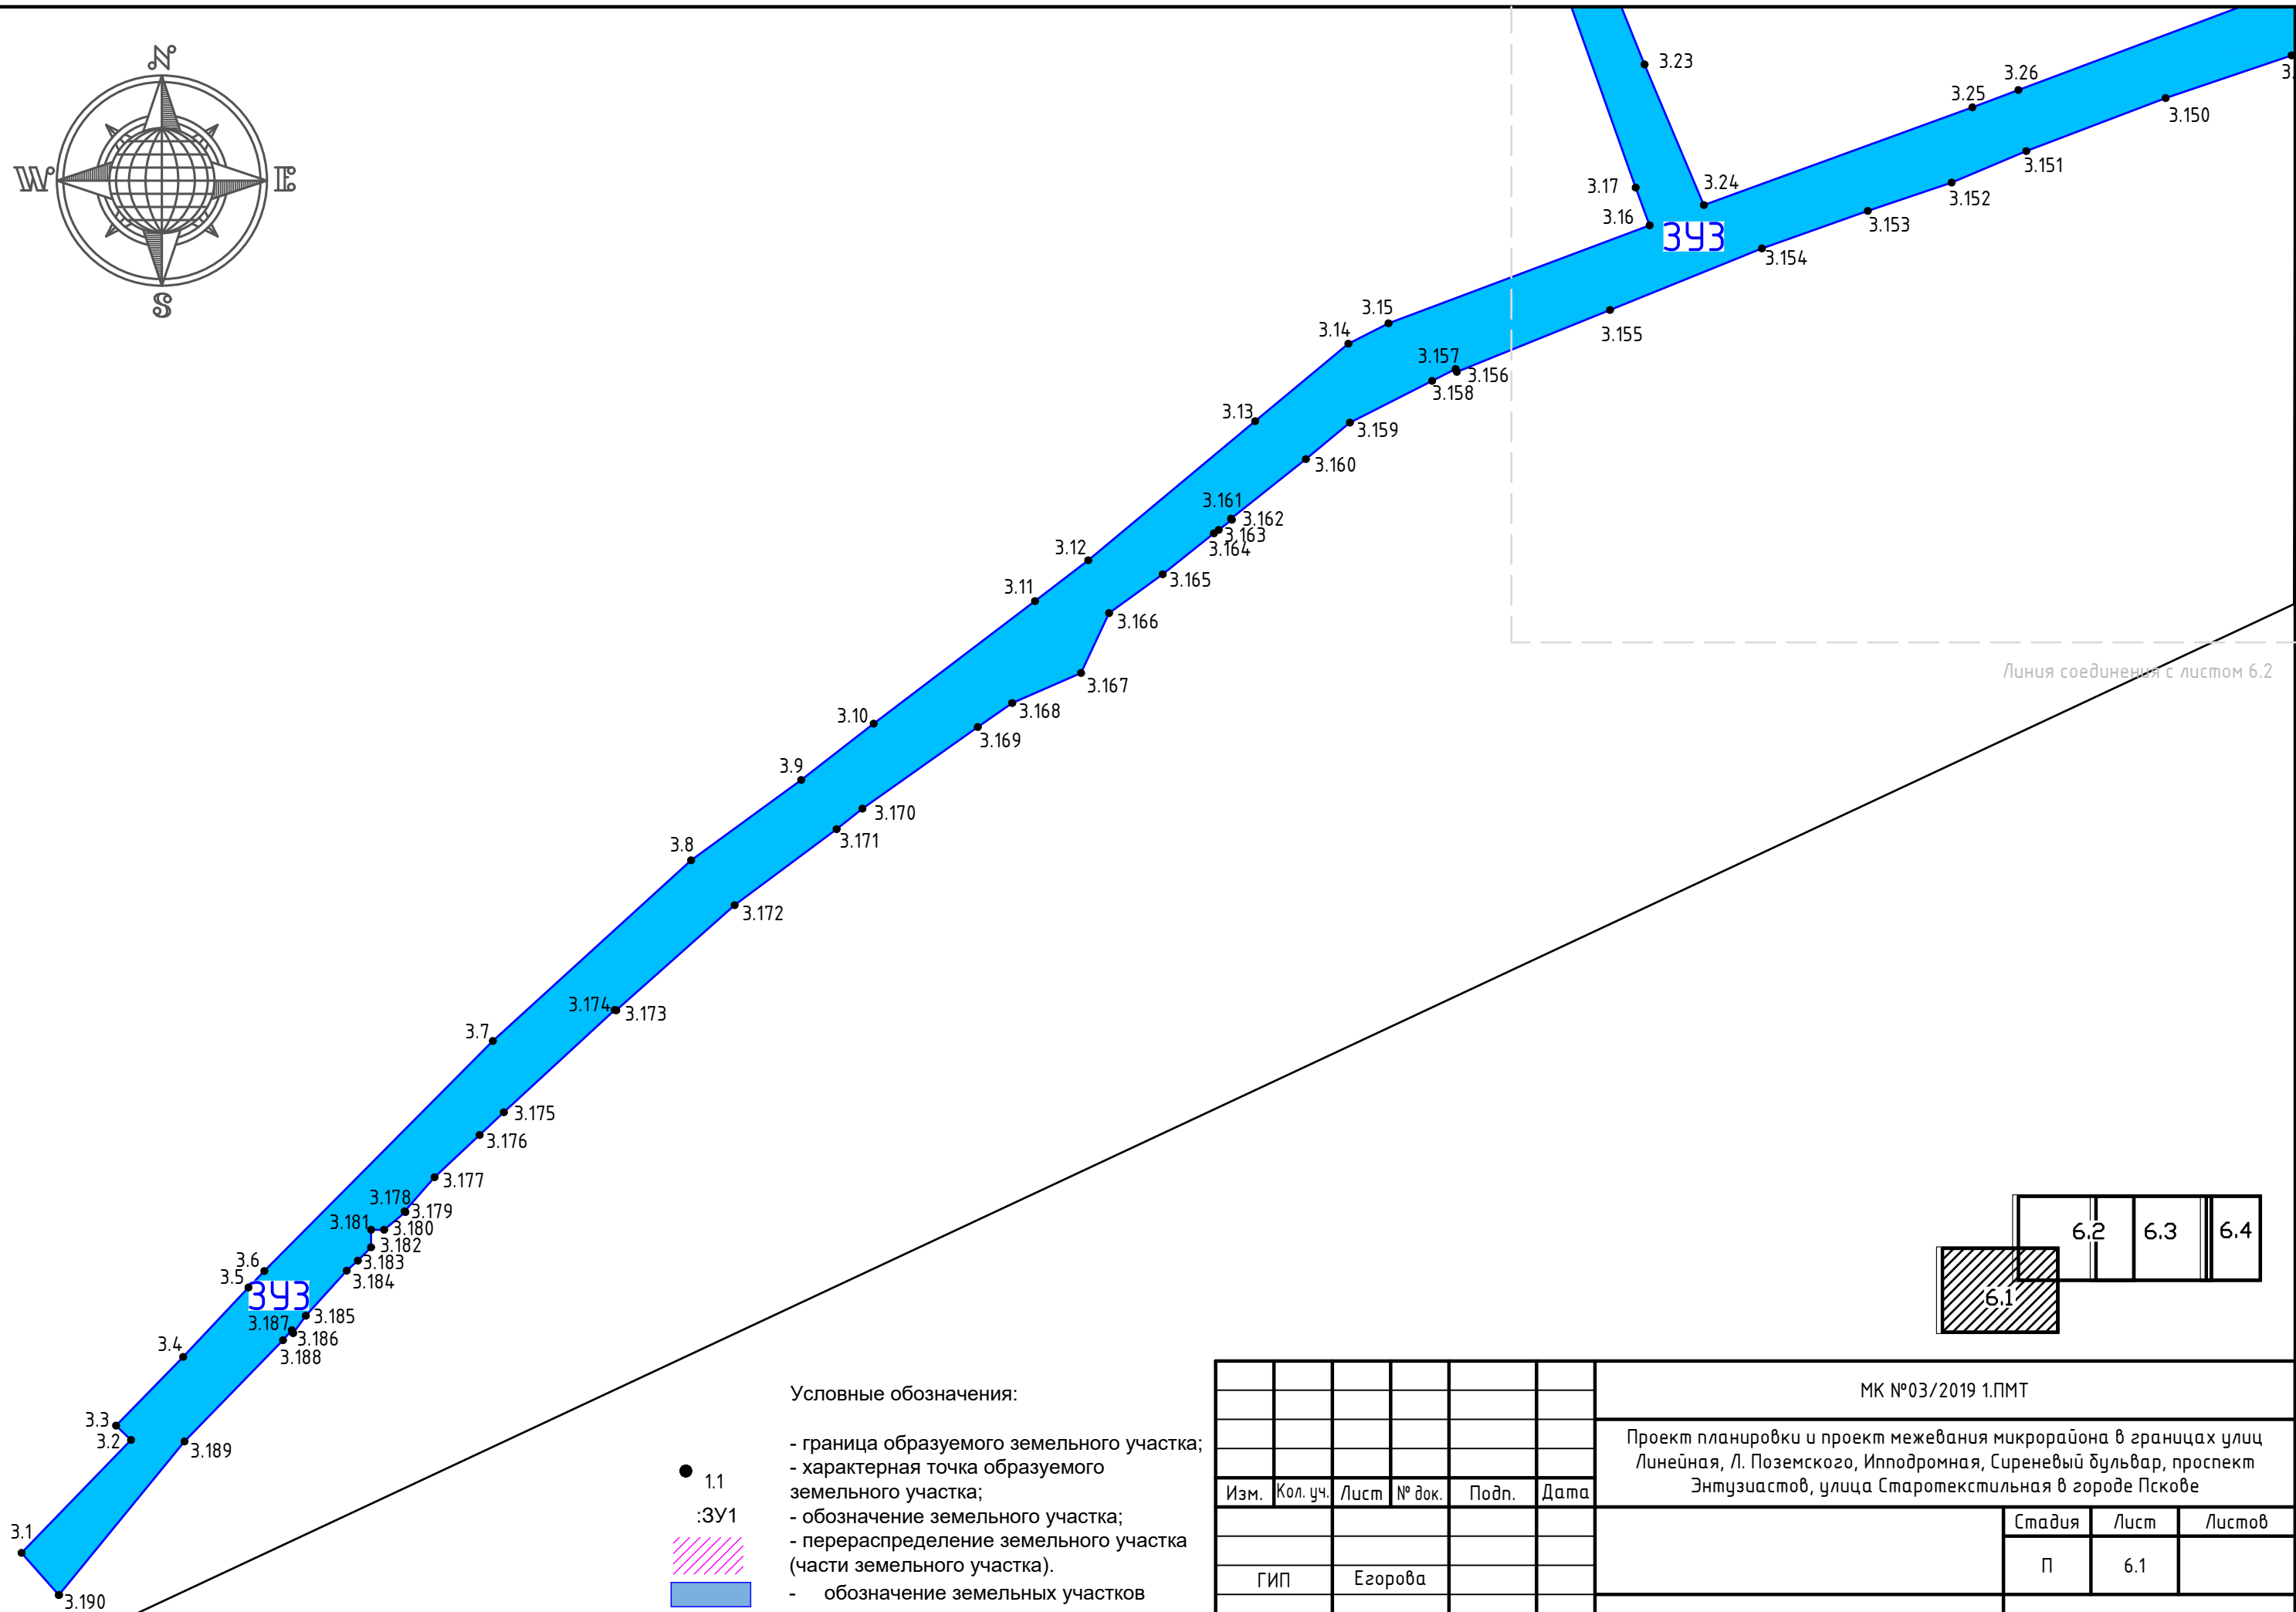 N
W
E
S
3.23
3.26
3.25
3.
3.150
3.151
3.17
3.24
3.152
3.16
3.153
ЗУЗ
3.154
3.15
3.14
3.155
3.157
3.156
3.158
3.13
3.159
3.160
3.161
3.162
3.163
3.164
3.12
3.165
3.11
3.166
Линия соединения с листом 6.2
3.167
3.10
3.168
3.169
3.9
3.170
3.171
3.8
3.172
3.174
3.173
3.7
3.175
3.176
3.177
3.178
3.179
3.181
3.180
3.182
3.6
3.183
3.5
3.184
ЗУЗ
3.185
3.187
3.186
3.188
3.4
3.3
3.2
3.189
3.1
3.190
6.2 6.3 6.4
6.1
Условные обозначения:
- граница образуемого земельного участка;
1.1 - характерная точка образуемого
земельного участка;
:ЗУ1 - обозначение земельного участка;
- перераспределение земельного участка
(части земельного участка).
- обозначение земельных участков
МК №03/2019 1.ПМТ
Проект планировки и проект межевания микрорайона в границах улиц
Линейная, Л. Поземского, Ипподромная, Сиреневый бульвар, проспект
Энтузиастов, улица Старотекстильная в городе Пскове
Изм. Кол. уч. Лист № док. Подп. Дата
Стадия Лист Листов
П 6.1
ГИП Егорова